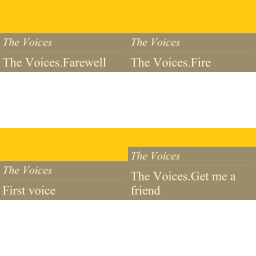 The Voices
The Voices.Farewell
The Voices
The Voices.Fire
The Voices
First voice
The Voices
The Voices.Get me a
friend